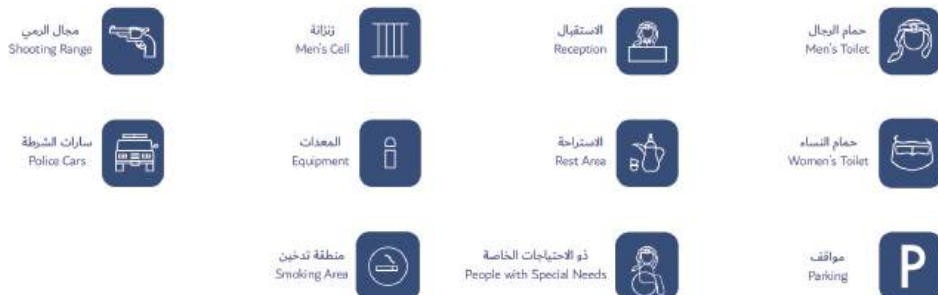 مجال الرمي
Shooting Range
زنزانة
Men's Cell
الاستقبال
Reception
حمام الرجال
Men's Toilet
سارات الشرطة
Police Cars
المعدات
Equipment
الاستراحة
Rest Area
حمام النساء
Women's Toilet
منطقة تدخين
Smoking Area
ذو الاحتياجات الخاصة
People with Special Needs
مواقف
Parking
P